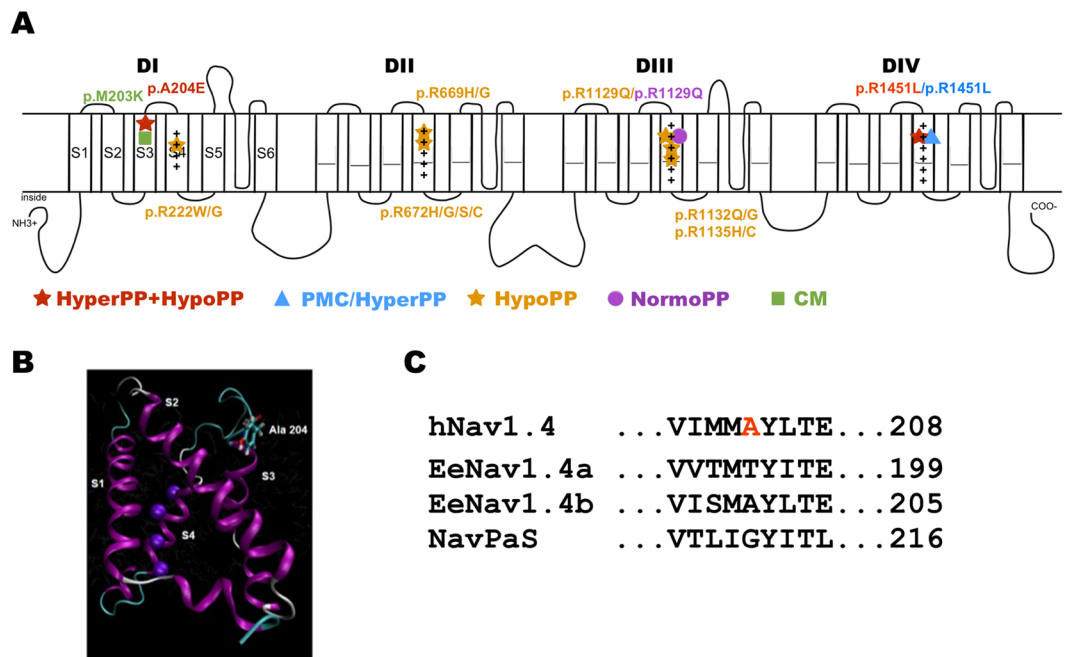 A
DI DII DIII DIV
p.M203K p.A204E p.R669H/G p.R1129Q/p.R1129Q p.R1451L/p.R1451L
S1 S2 S3 S4 S5 S6
+ + + +
+ + + + +
+ + + + + +
+ + + + + + + +
inside
NH3+
COO-
p.R222W/G p.R672H/G/S/C p.R1132Q/G
p.R1135H/C
HyperPP+HypoPP PMC/HyperPP HypoPP NormoPP CM
B
S2
Ala 204
S1
S3
S4
C
hNav1.4 ...VIMMAYLTE...208
EeNav1.4a ...VVTMTYITE...199
EeNav1.4b ...VISMAYLTE...205
NavPaS ...VTLIGYITL...216